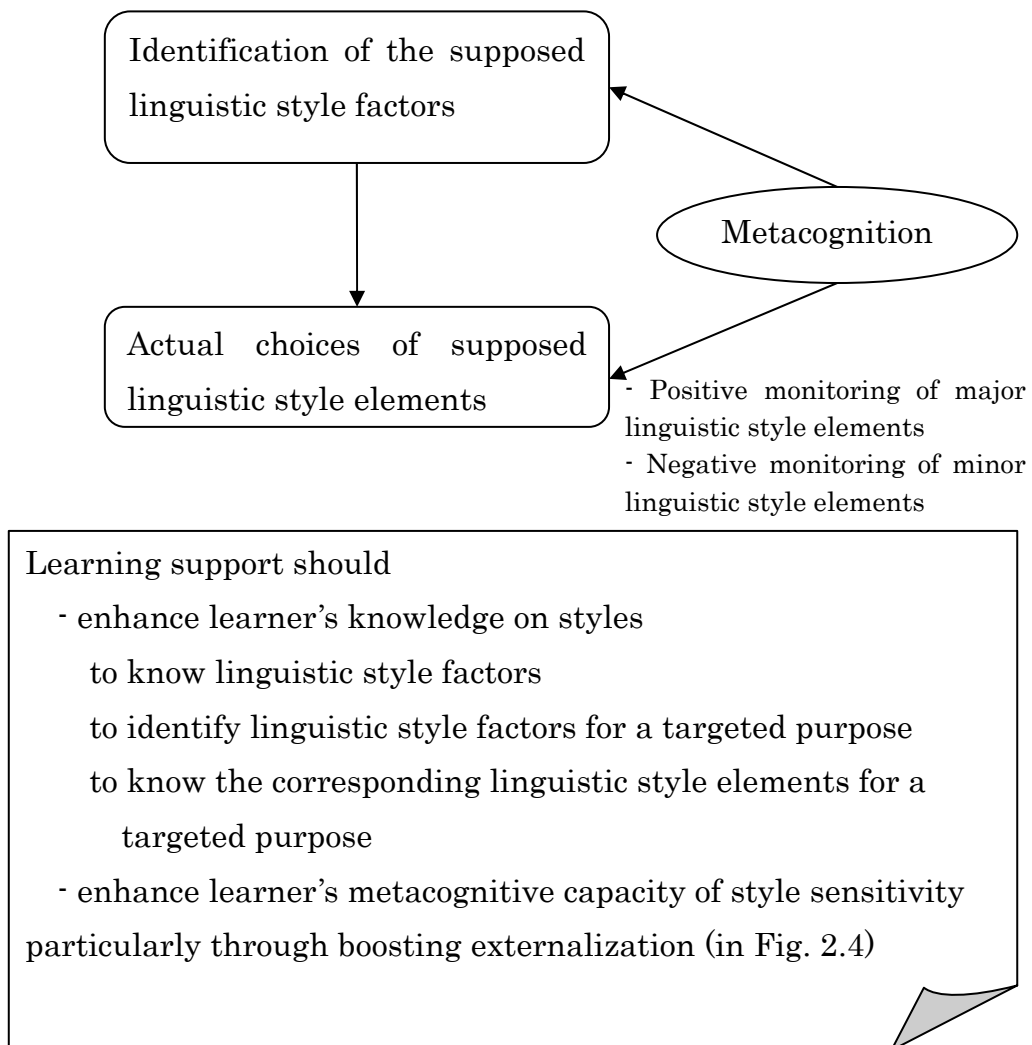 Identification of the supposed
linguistic style factors
Metacognition
Actual choices of supposed
linguistic style elements
- Positive monitoring of major
linguistic style elements
- Negative monitoring of minor
linguistic style elements
Learning support should
- enhance learner’s knowledge on styles
to know linguistic style factors
to identify linguistic style factors for a targeted purpose
to know the corresponding linguistic style elements for a
targeted purpose
- enhance learner’s metacognitive capacity of style sensitivity
particularly through boosting externalization (in Fig. 2.4)